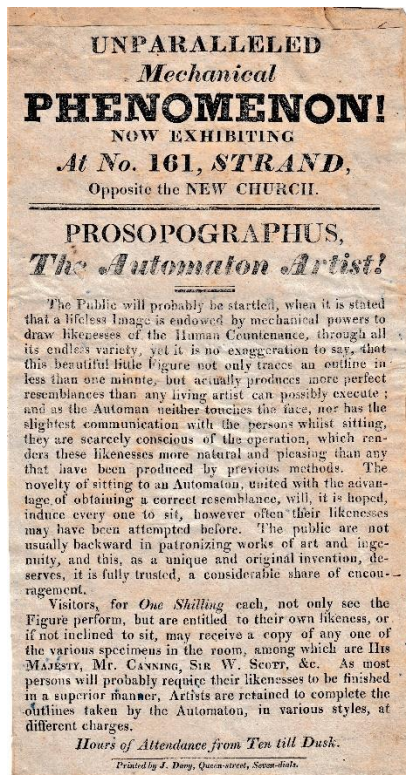 UNPARALLELED
Mechanical
PHENOMENON!
NOW EXHIBITING
At No. 161, STRAND,
Opposite the NEW CHURCH.
PROSOPOGRAPHUS,
The Automaton Artist!
The Public will probably be startled, when it is stated
that a lifeless Image is endowed by mechanical powers to
draw likenesses of the Human Countenance, through all
its endless variety, yet it is no exaggeration to say, that
this beautiful little Figure not only traces an outline in
less than one minute, but actually produces more perfect
resemblances than any living artist can possibly execute ;
and as the Automan neither touches the face, nor has the
slightest communication with the persons whilst sitting,
they are scarcely conscious of the operation, which ren-
ders these likenesses more natural and pleasing than any
that have been produced by previous methods. The
novelty of sitting to an Automaton, united with the advan-
tage of obtaining a correct resemblance, will, it is hoped,
induce every one to sit, however often their likenesses
may have been attempted before. The public are not
usually backward in patronizing works of art and inge-
nuity, and this, as a unique and original invention, de-
serves, it is fully trusted, a considerable share of encou-
ragement.
Visitors, for One Shilling each, not only see the
Figure perform, but are entitled to their own likeness, or
if not inclined to sit, may receive a copy of any one of
the various specimens in the room, among which are HIS
MAJESTY, MR. CANNING, SIR W. SCOTT, &c. As most
persons will probably require their likenesses to be finished
in a superior manner, Artists are retained to complete the
outlines taken by the Automaton, in various styles, at
different charges.
Hours of Attendance from Ten till Dusk.
Printed by J. Dony, Queen-street, Seven-dials.